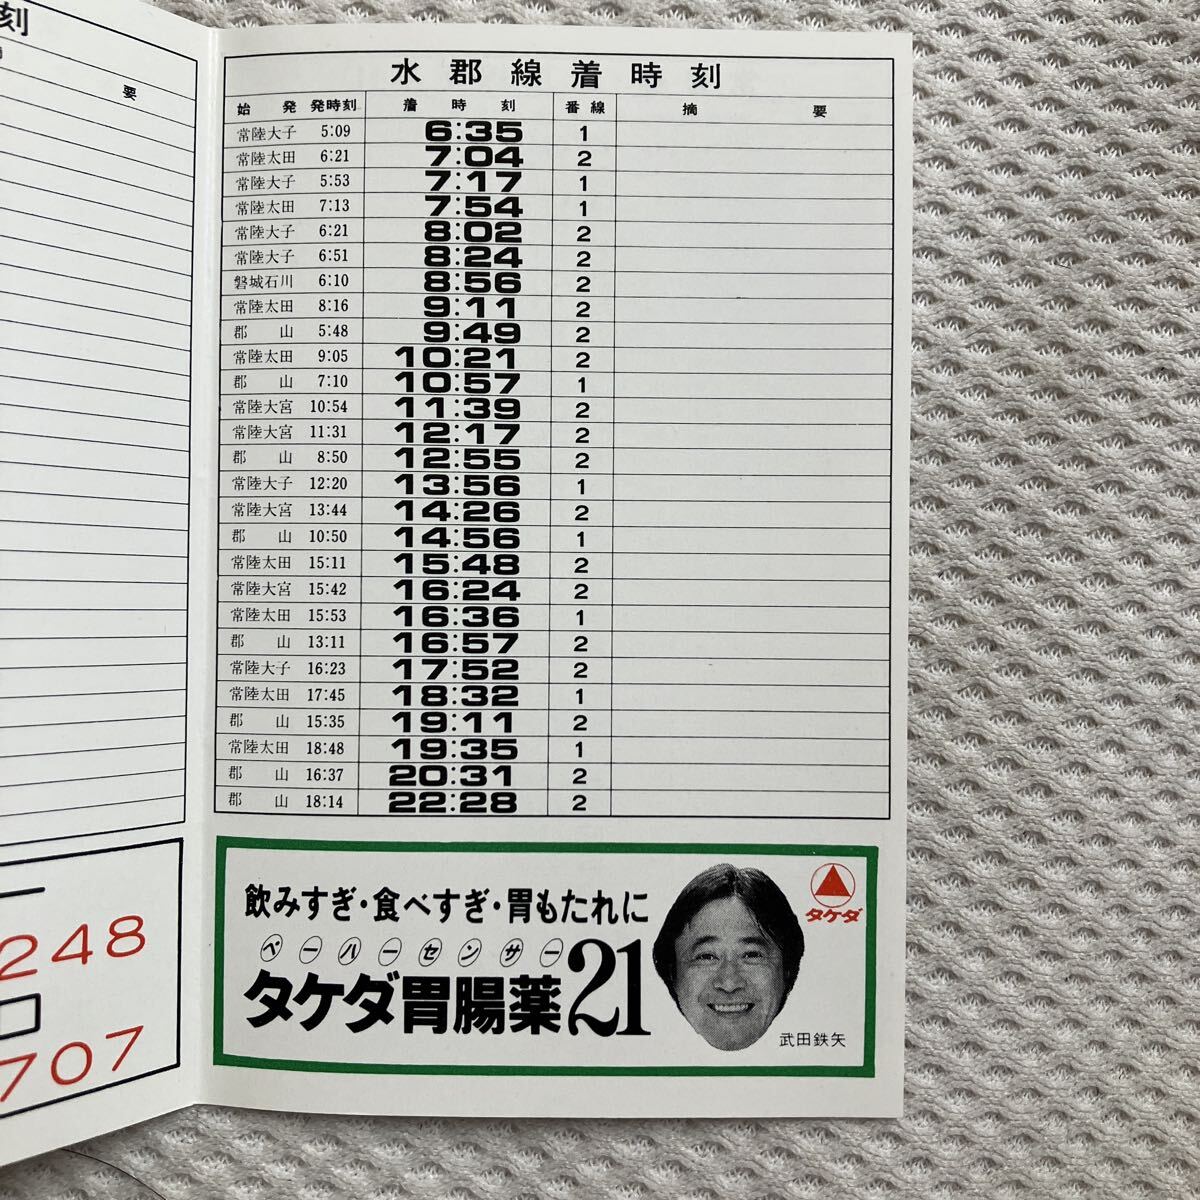 刻
要
248
707
水郡線着時刻
始発 発時刻 着時刻 番線 摘要
常陸大子 5:09 6:35 1
常陸太田 6:21 7:04 2
常陸大子 5:53 7:17 1
常陸太田 7:13 7:54 1
常陸大子 6:21 8:02 2
常陸大子 6:51 8:24 2
磐城石川 6:10 8:56 2
常陸太田 8:16 9:11 2
郡山 5:48 9:49 2
常陸太田 9:05 10:21 2
郡山 7:10 10:57 1
常陸大宮 10:54 11:39 2
常陸大宮 11:31 12:17 2
郡山 8:50 12:55 2
常陸大子 12:20 13:56 1
常陸大宮 13:44 14:26 2
郡山 10:50 14:56 1
常陸太田 15:11 15:48 2
常陸大宮 15:42 16:24 2
常陸太田 15:53 16:36 1
郡山 13:11 16:57 2
常陸大子 16:23 17:52 2
常陸太田 17:45 18:32 1
郡山 15:35 19:11 2
常陸太田 18:48 19:35 1
郡山 16:37 20:31 2
郡山 18:14 22:28 2
飲みすぎ・食べすぎ・胃もたれに
ペーハーセンサー
タケダ胃腸薬21
タケダ
武田鉄矢